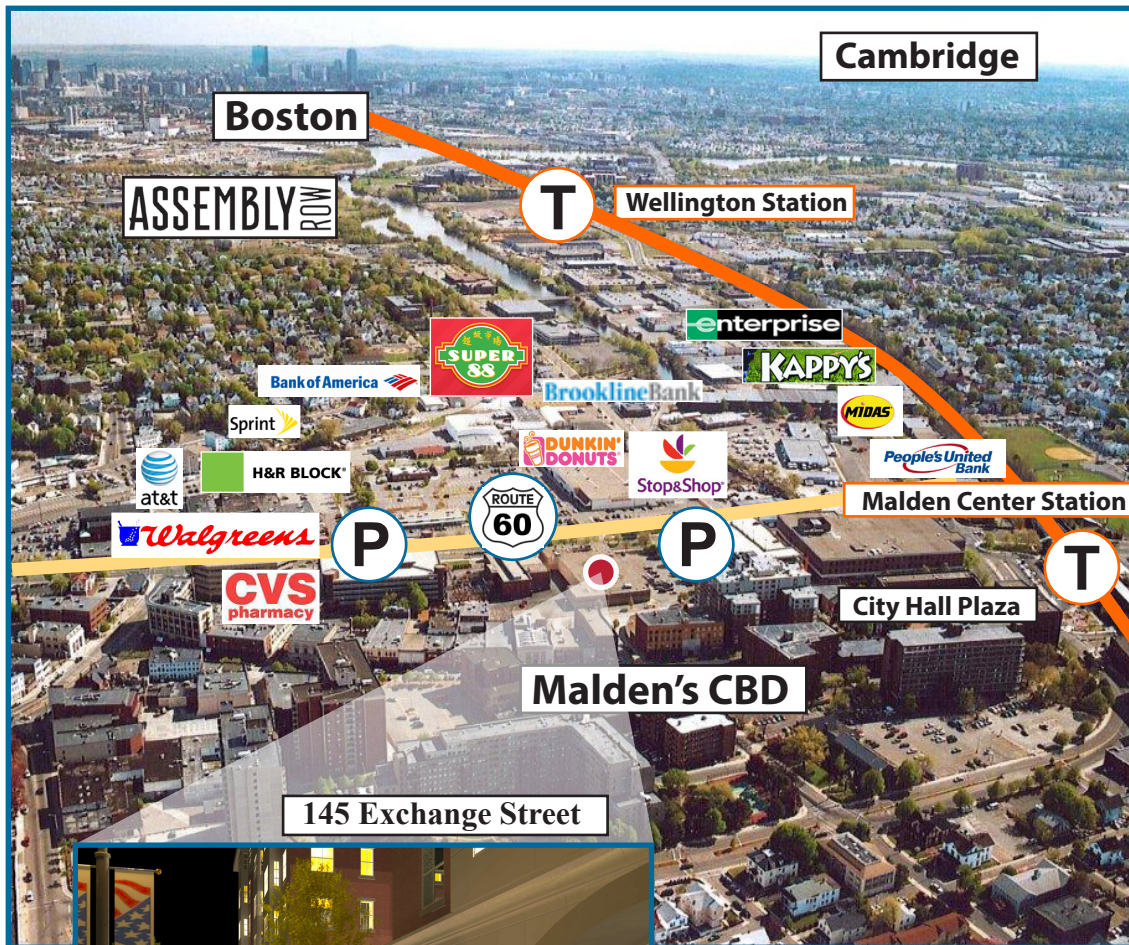 Cambridge
Boston
ASSEMBLY
ROW
T
Wellington Station
enterprise
超級市場
SUPER
88
KAPPY'S
Bank of America
BrooklineBank
MIDAS
Sprint
DUNKIN'
DONUTS®
Stop&Shop®
People's United
Bank
at&t
H&R BLOCK®
ROUTE
60
Malden Center Station
Walgreens
P
P
T
CVS
pharmacy
City Hall Plaza
Malden's CBD
145 Exchange Street